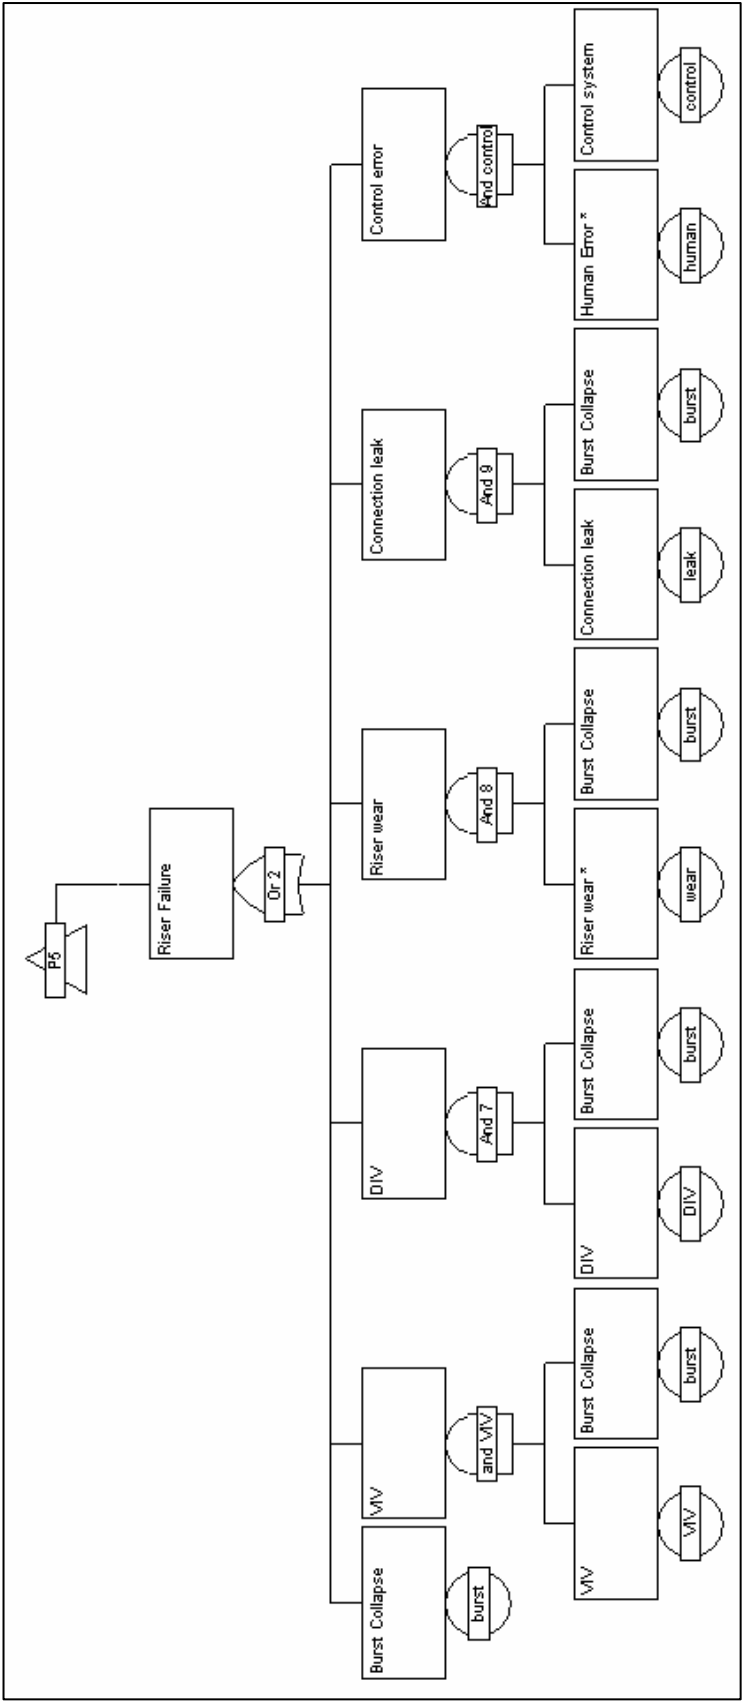 P5
Riser Failure
Or 2
Burst Collapse
VIV
DIV
Riser wear
Connection leak
Control error
burst
and VIV
And 7
And 8
And 9
And control
VIV
Burst Collapse
DIV
Burst Collapse
Riser wear *
Burst Collapse
Connection leak
Burst Collapse
Human Error *
Control system
VIV
burst
DIV
burst
wear
burst
leak
burst
human
control